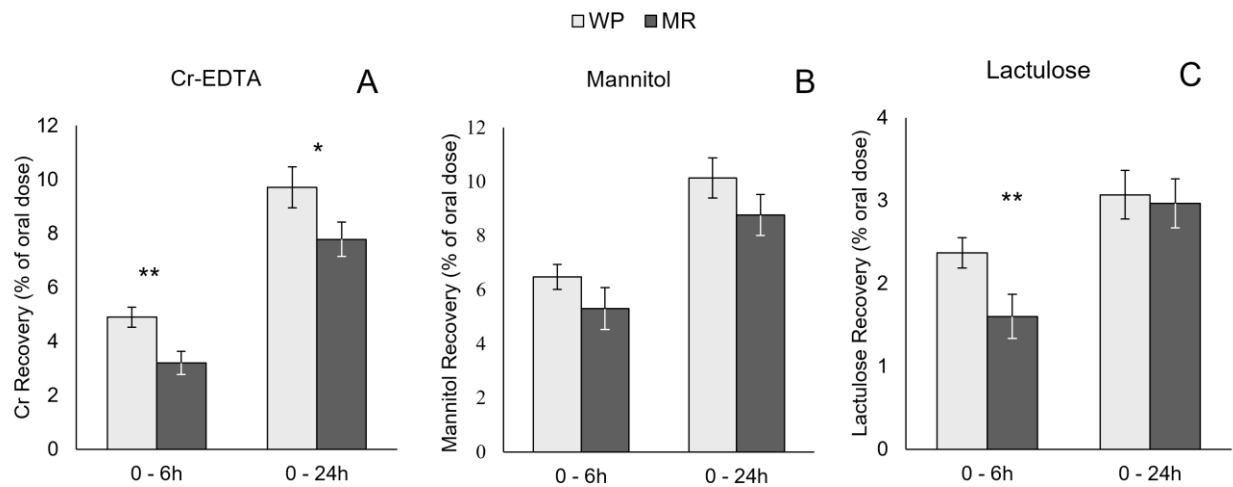 WP MR
Cr-EDTA A
Cr Recovery (% of oral dose)
12
10
8
6
4
2
0
**
*
0 - 6h 0 - 24h
Mannitol B
Mannitol Recovery (% of oral dose)
12
10
8
6
4
2
0
0 - 6h 0 - 24h
Lactulose C
Lactulose Recovery (% oral dose)
4
3
2
1
0
**
0 - 6h 0 - 24h